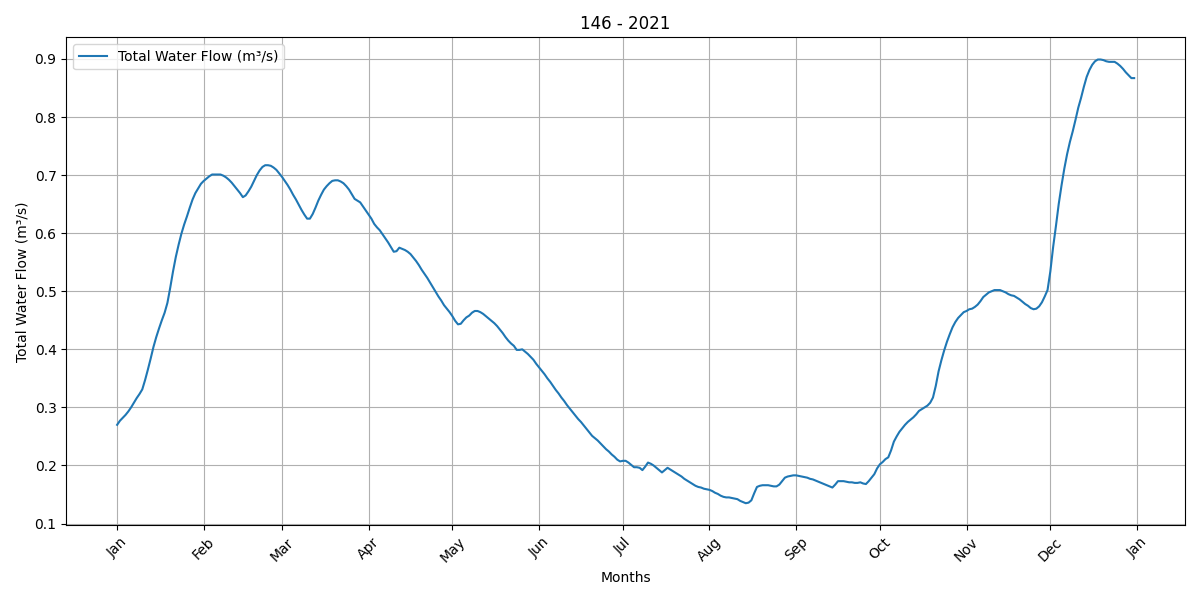 146 - 2021
Total Water Flow (m³/s)
Total Water Flow (m³/s)
0.9
0.8
0.7
0.6
0.5
0.4
0.3
0.2
0.1
Jan
Feb
Mar
Apr
May
Jun
Jul
Aug
Sep
Oct
Nov
Dec
Jan
Months